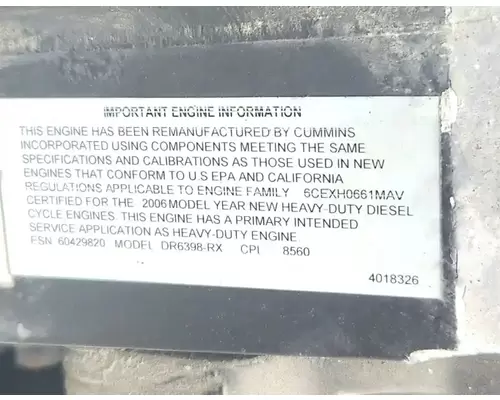 IMPORTANT ENGINE INFORMATION
THIS ENGINE HAS BEEN REMANUFACTURED BY CUMMINS
INCORPORATED USING COMPONENTS MEETING THE SAME
SPECIFICATIONS AND CALIBRATIONS AS THOSE USED IN NEW
ENGINES THAT CONFORM TO U.S EPA AND CALIFORNIA
REGULATIONS APPLICABLE TO ENGINE FAMILY 6CEXH0661MAV
CERTIFIED FOR THE 2006 MODEL YEAR NEW HEAVY-DUTY DIESEL
CYCLE ENGINES. THIS ENGINE HAS A PRIMARY INTENDED
SERVICE APPLICATION AS HEAVY-DUTY ENGINE
ESN 60429820 MODEL DR6398-RX CPI 8560
4018326